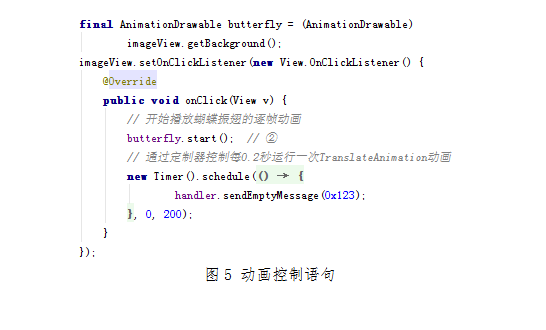 final AnimationDrawable butterfly = (AnimationDrawable)
imageView.getBackground();
imageView.setOnClickListener(new View.OnClickListener() {
@Override
public void onClick(View v) {
// 开始播放蝴蝶振翅的逐帧动画
butterfly.start();  // ②
// 通过定制器控制每0.2秒运行一次TranslateAnimation动画
new Timer().schedule(() → {
handler.sendEmptyMessage(0x123);
}, 0, 200);
}
});
图5 动画控制语句